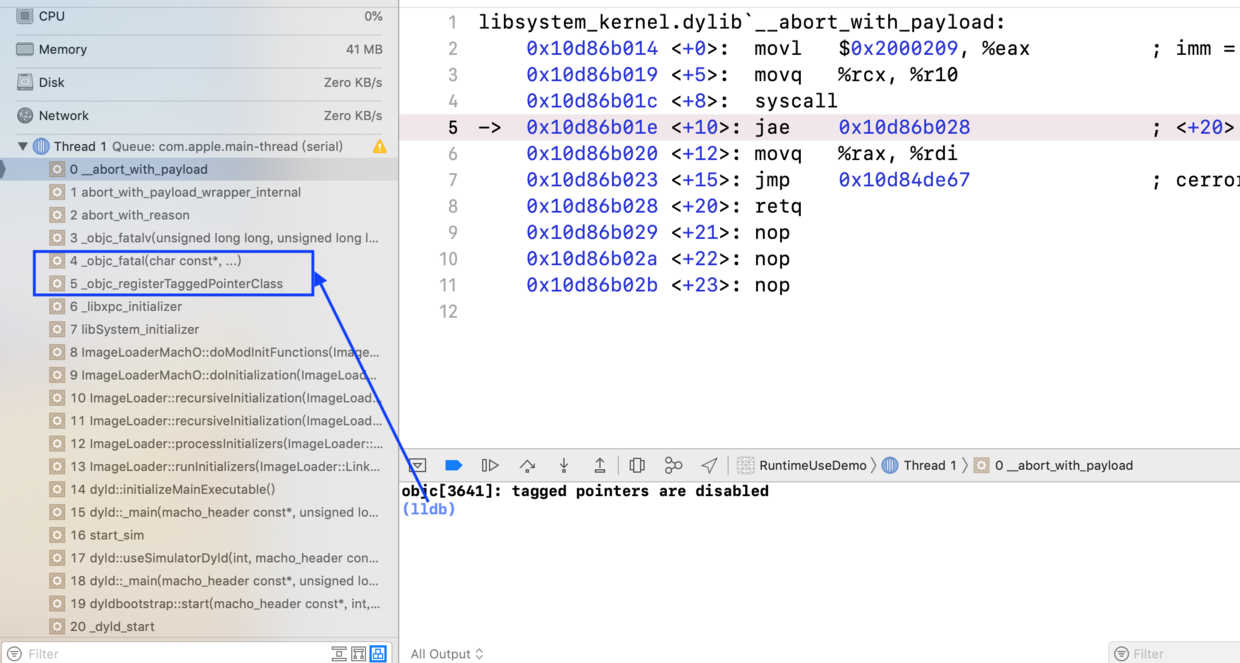 CPU 0%
Memory 41 MB
Disk Zero KB/s
Network Zero KB/s
Thread 1 Queue: com.apple.main-thread (serial)
0 __abort_with_payload
1 abort_with_payload_wrapper_internal
2 abort_with_reason
3 _objc_fatalv(unsigned long long, unsigned long l...
4 _objc_fatal(char const*, ...)
5 _objc_registerTaggedPointerClass
6 _libxpc_initializer
7 libSystem_initializer
8 ImageLoaderMachO::doModInitFunctions(Image...
9 ImageLoaderMachO::doInitialization(ImageLoad...
10 ImageLoader::recursiveInitialization(ImageLoad...
11 ImageLoader::recursiveInitialization(ImageLoad...
12 ImageLoader::processInitializers(ImageLoader::...
13 ImageLoader::runInitializers(ImageLoader::Link...
14 dyld::initializeMainExecutable()
15 dyld::_main(macho_header const*, unsigned lo...
16 start_sim
17 dyld::useSimulatorDyld(int, macho_header con...
18 dyld::_main(macho_header const*, unsigned lo...
19 dyldbootstrap::start(macho_header const*, int,...
20 _dyld_start
Filter
1 libsystem_kernel.dylib`__abort_with_payload:
2 0x10d86b014 <+0>: movl $0x2000209, %eax ; imm =
3 0x10d86b019 <+5>: movq %rcx, %r10
4 0x10d86b01c <+8>: syscall
5 -> 0x10d86b01e <+10>: jae 0x10d86b028 ; <+20>
6 0x10d86b020 <+12>: movq %rax, %rdi
7 0x10d86b023 <+15>: jmp 0x10d84de67 ; cerror
8 0x10d86b028 <+20>: retq
9 0x10d86b029 <+21>: nop
10 0x10d86b02a <+22>: nop
11 0x10d86b02b <+23>: nop
12
RuntimeUseDemo Thread 1 0 __abort_with_payload
objc[3641]: tagged pointers are disabled
(lldb)
All Output
Filter